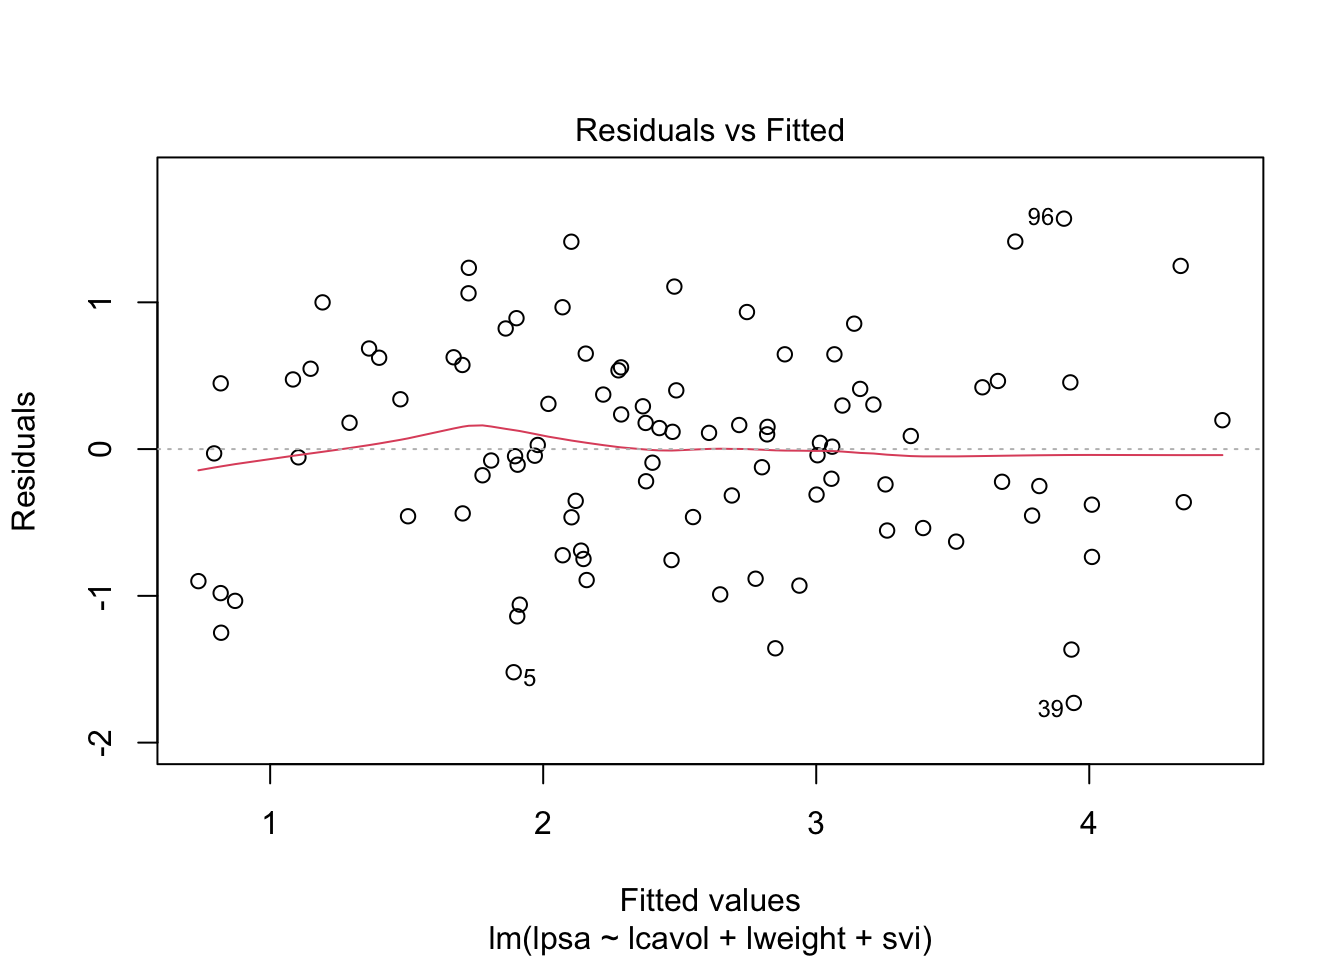 Residuals vs Fitted
Residuals
1
0
-1
-2
96
5
39
1 2 3 4
Fitted values
lm(lpsa ~ lcavol + lweight + svi)